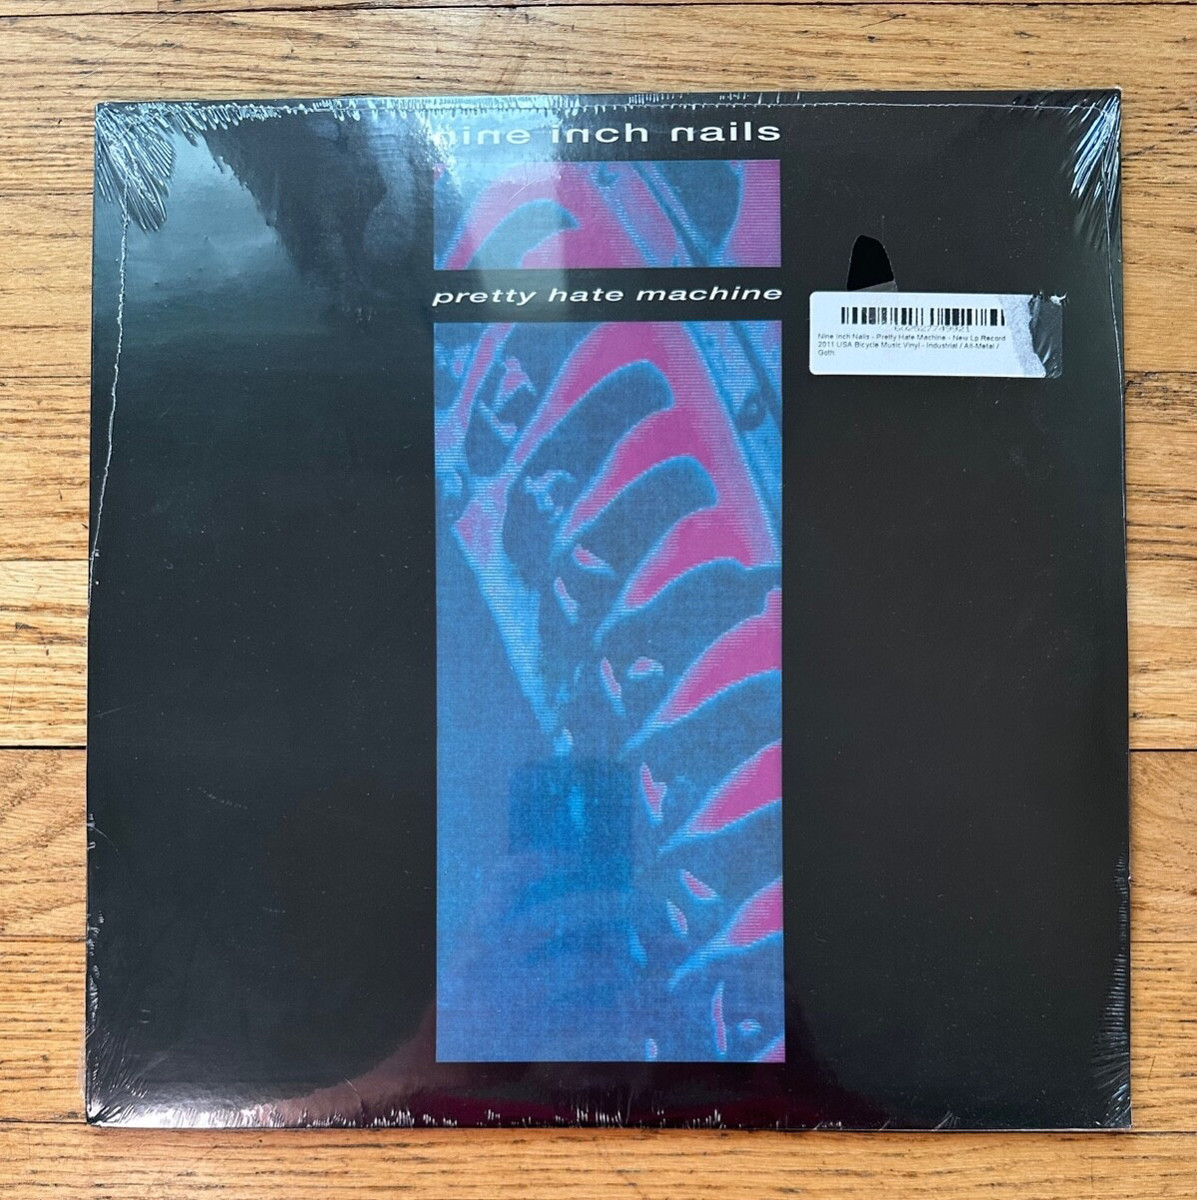 nine inch nails
pretty hate machine
602527749921
Nine Inch Nails - Pretty Hate Machine - New Lp Record
2011 USA Bicycle Music Vinyl - Industrial / Alt-Metal /
Goth